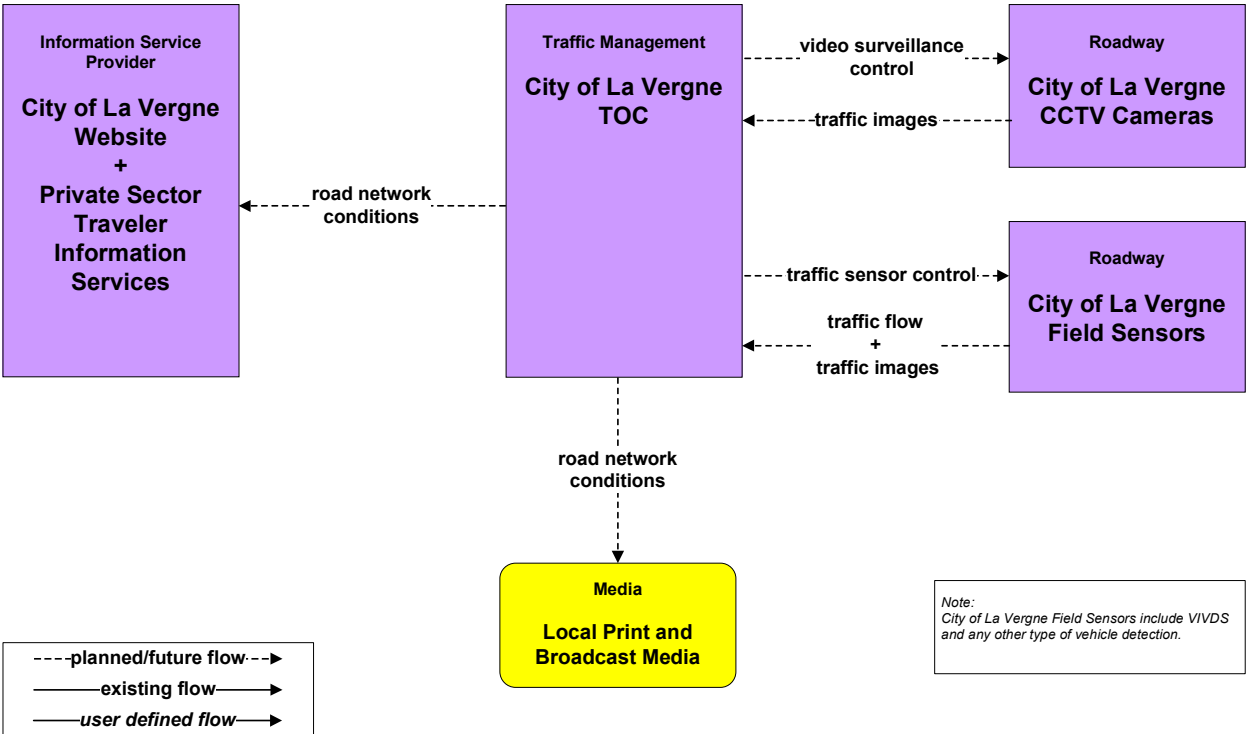 Information Service
Provider
City of La Vergne
Website
+
Private Sector
Traveler
Information
Services
road network
conditions
Traffic Management
City of La Vergne
TOC
video surveillance
control
traffic images
Roadway
City of La Vergne
CCTV Cameras
traffic sensor control
traffic flow
+
traffic images
Roadway
City of La Vergne
Field Sensors
road network
conditions
Media
Local Print and
Broadcast Media
Note:
City of La Vergne Field Sensors include VIVDS
and any other type of vehicle detection.
planned/future flow
existing flow
user defined flow